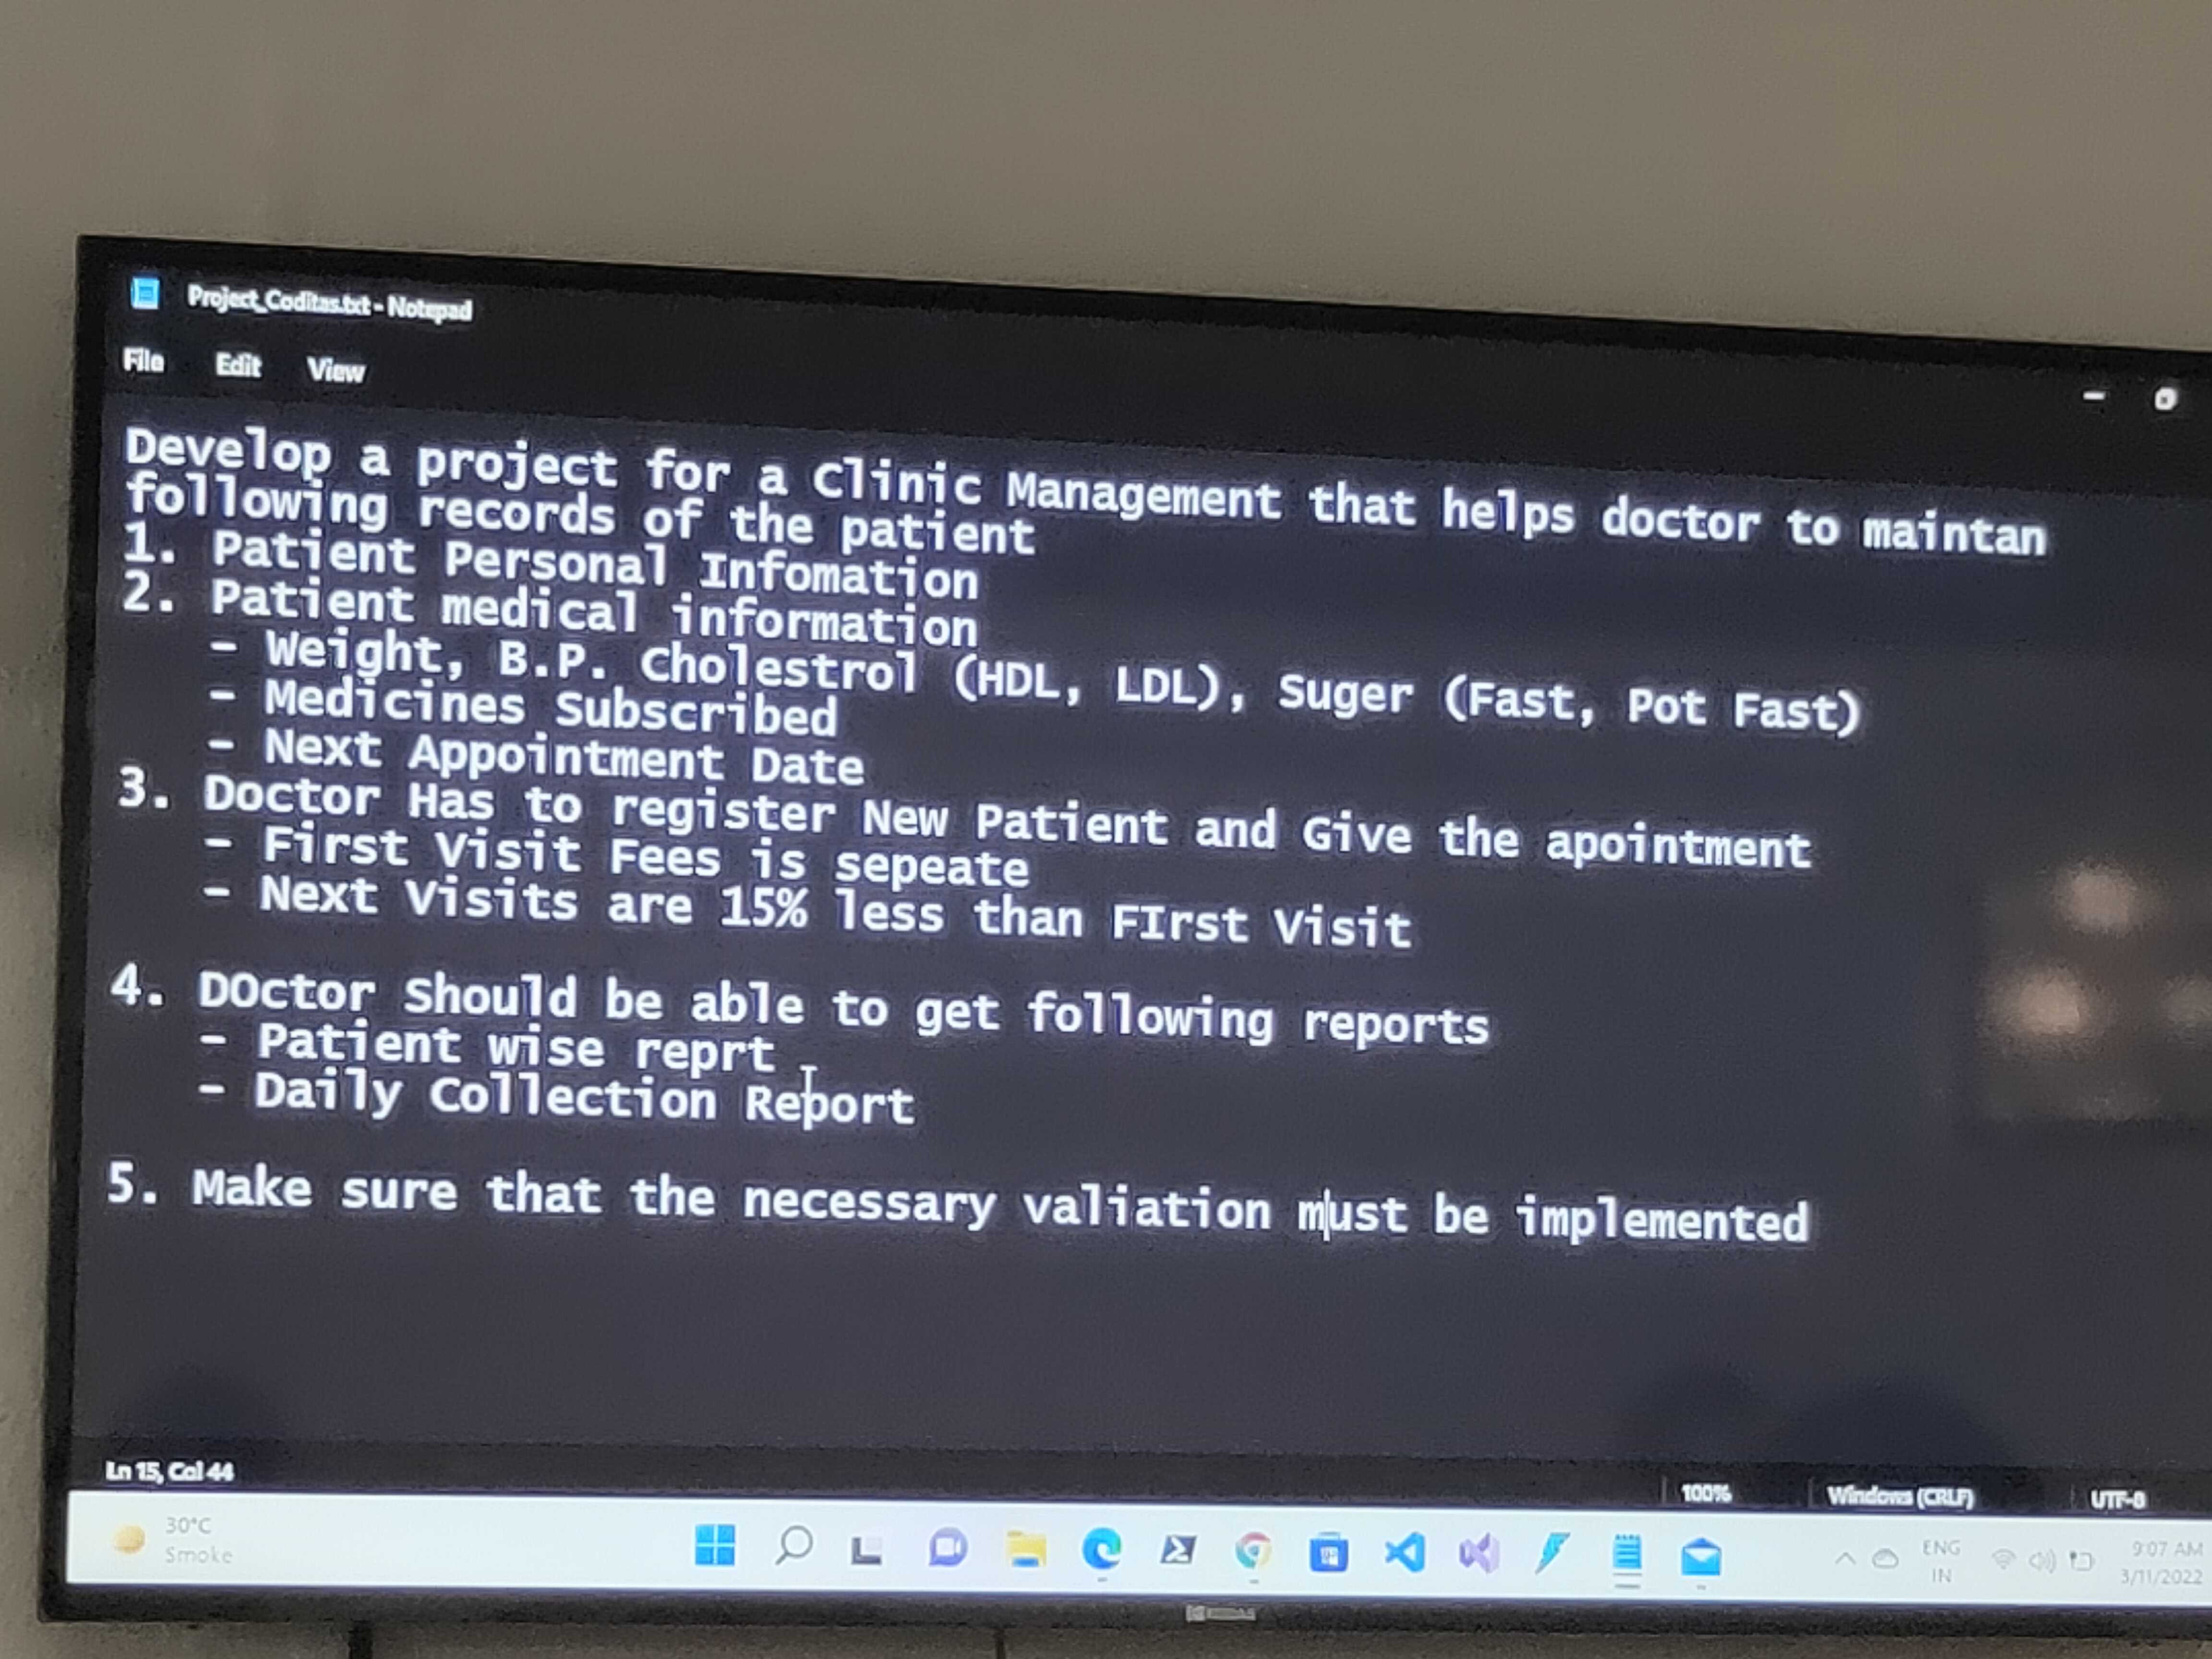 Project_Coditas.txt - Notepad
File Edit View
Develop a project for a Clinic Management that helps doctor to maintan
following records of the patient
1. Patient Personal Infomation
2. Patient medical information
- Weight, B.P. Cholestrol (HDL, LDL), Suger (Fast, Pot Fast)
- Medicines Subscribed
- Next Appointment Date
3. Doctor Has to register New Patient and Give the apointment
- First Visit Fees is sepeate
- Next Visits are 15% less than FIrst Visit
4. DOctor Should be able to get following reports
- Patient wise reprt
- Daily Collection Report
5. Make sure that the necessary valiation must be implemented
Ln 15, Col 44
100%
Windows (CRLF)
UTF-8
30°C
Smoke
ENG
IN
9:07 AM
3/11/2022